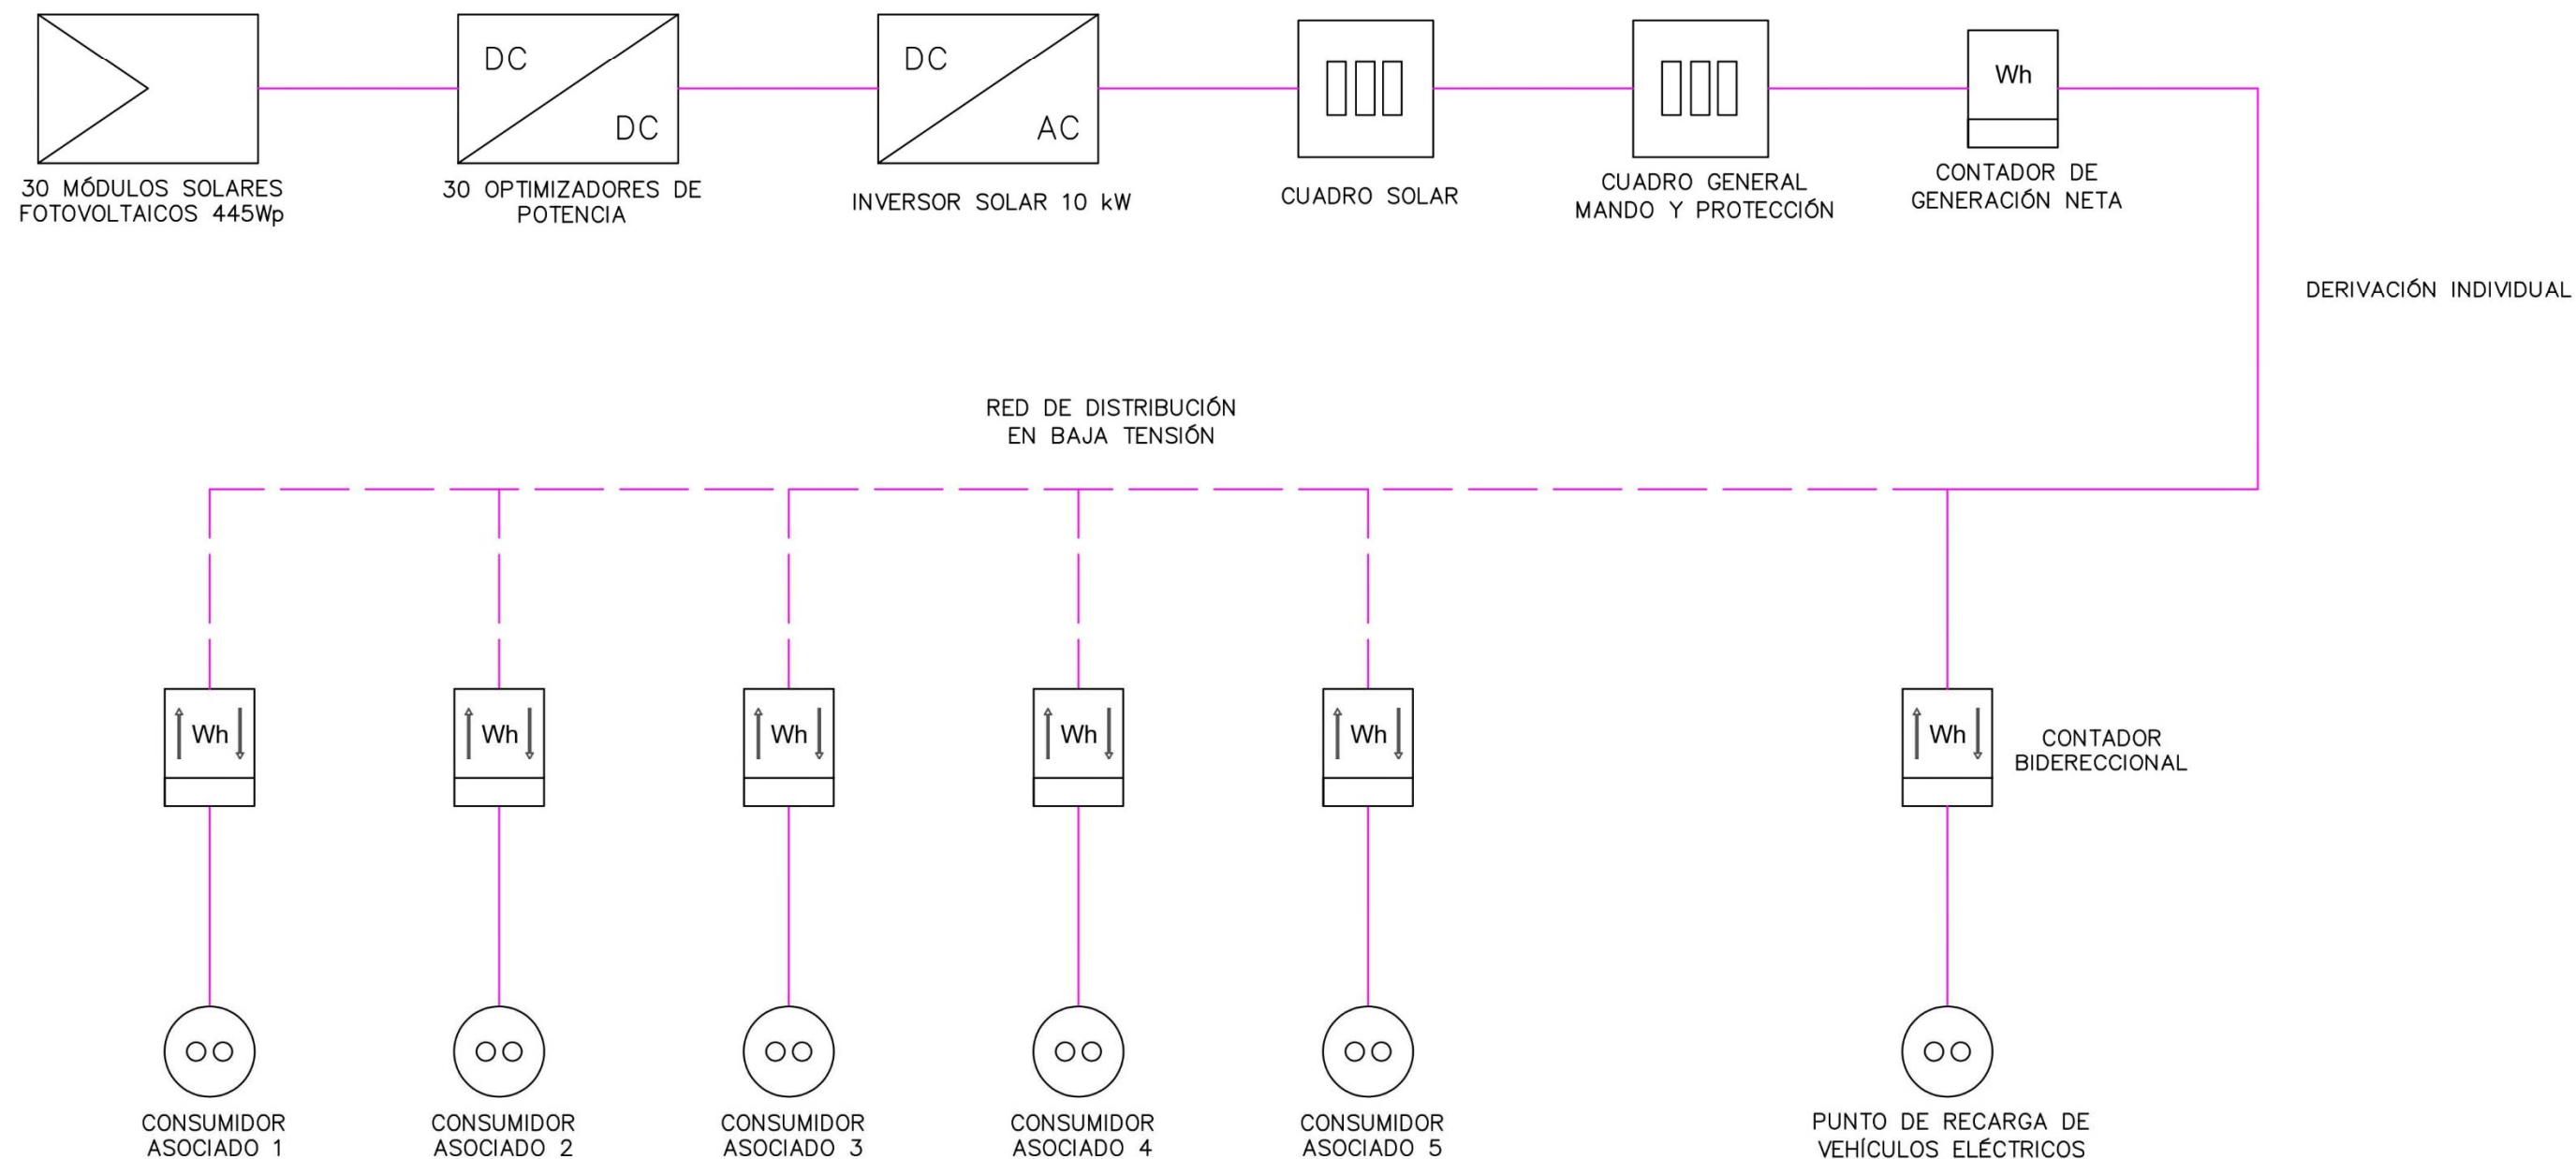 DC
DC
DC
AC
Wh
30 MÓDULOS SOLARES
FOTOVOLTAICOS 445Wp
30 OPTIMIZADORES DE
POTENCIA
INVERSOR SOLAR 10 kW
CUADRO SOLAR
CUADRO GENERAL
MANDO Y PROTECCIÓN
CONTADOR DE
GENERACIÓN NETA
DERIVACIÓN INDIVIDUAL
RED DE DISTRIBUCIÓN
EN BAJA TENSIÓN
Wh
Wh
Wh
Wh
Wh
Wh
CONTADOR
BIDERECCIONAL
CONSUMIDOR
ASOCIADO 1
CONSUMIDOR
ASOCIADO 2
CONSUMIDOR
ASOCIADO 3
CONSUMIDOR
ASOCIADO 4
CONSUMIDOR
ASOCIADO 5
PUNTO DE RECARGA DE
VEHÍCULOS ELÉCTRICOS